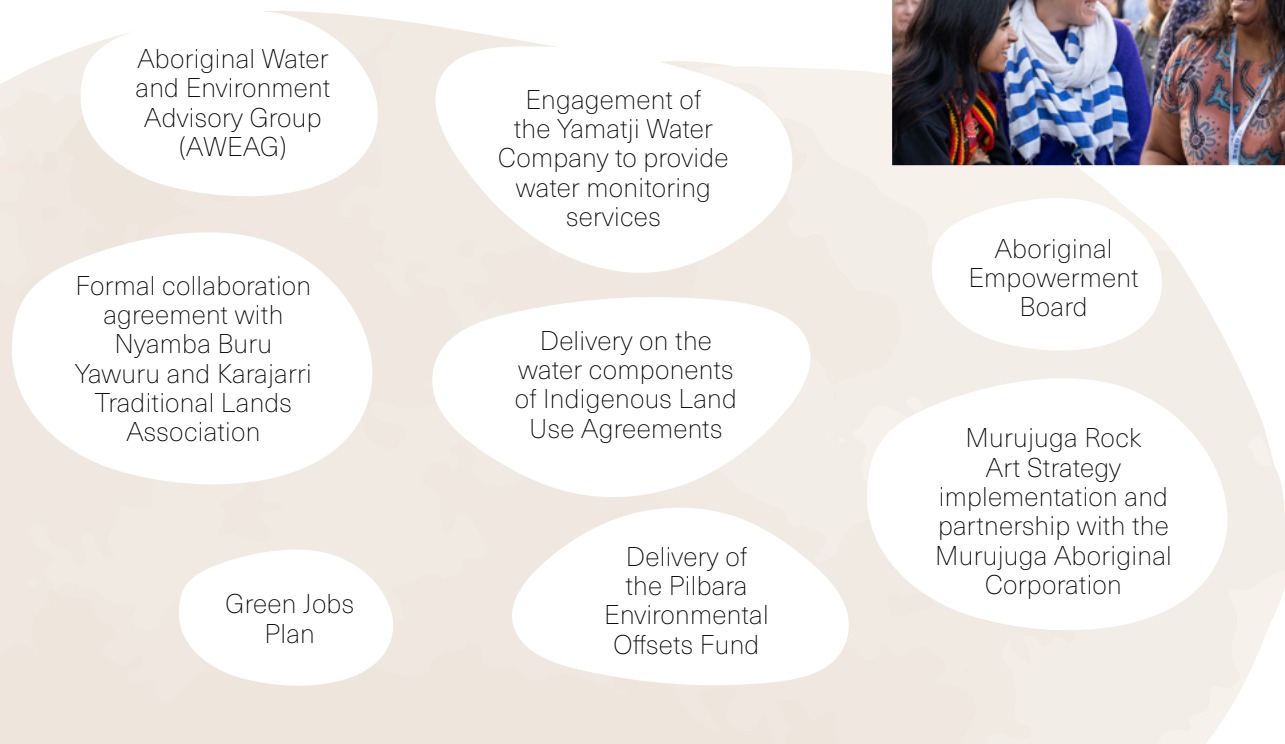 Aboriginal Water
and Environment
Advisory Group
(AWEAG)
Engagement of
the Yamatji Water
Company to provide
water monitoring
services
Aboriginal
Empowerment
Board
Formal collaboration
agreement with
Nyamba Buru
Yawuru and Karajarri
Traditional Lands
Association
Delivery on the
water components
of Indigenous Land
Use Agreements
Murujuga Rock
Art Strategy
implementation and
partnership with the
Murujuga Aboriginal
Corporation
Green Jobs
Plan
Delivery of
the Pilbara
Environmental
Offsets Fund